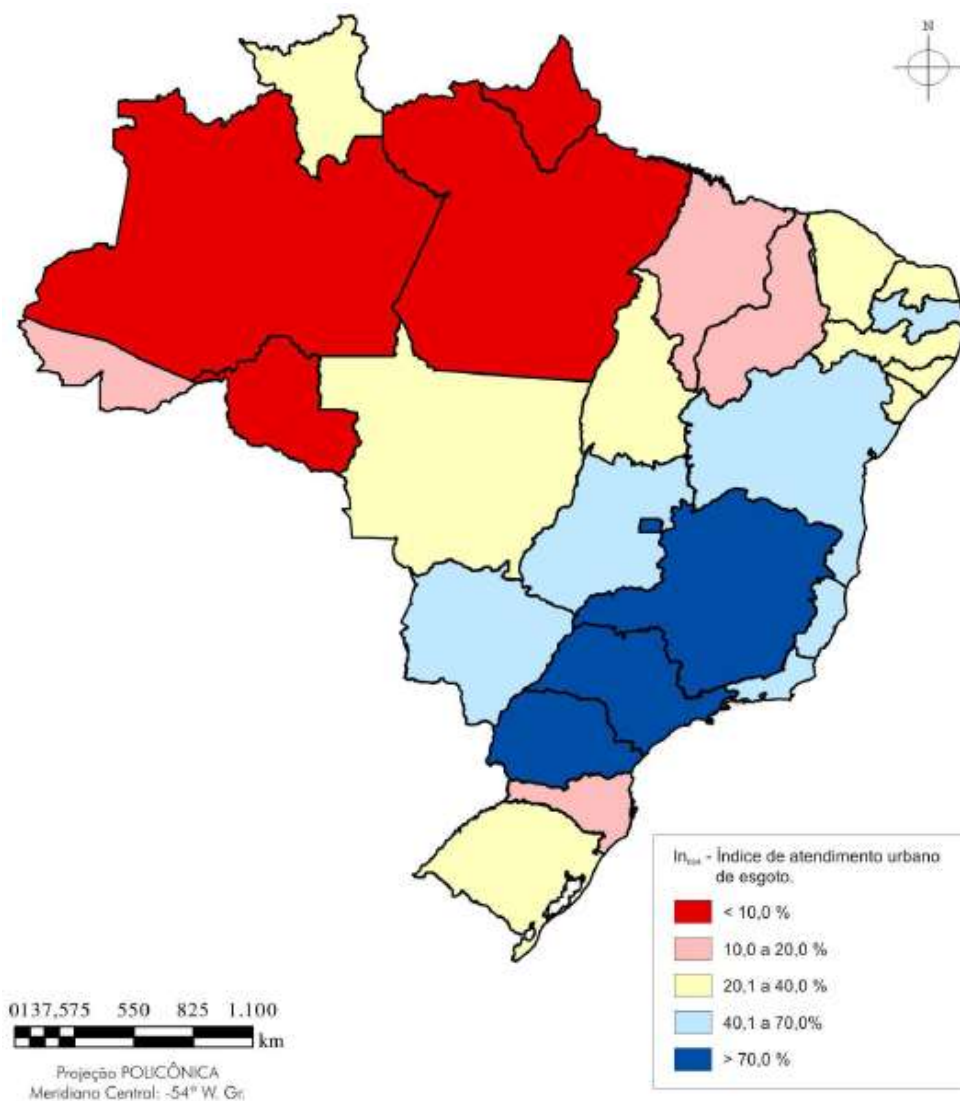 N
In - Índice de atendimento urbano
de esgoto.
< 10,0 %
10,0 a 20,0 %
20,1 a 40,0 %
40,1 a 70,0%
> 70,0 %
0137,575 550 825 1.100
km
Projeção POLICÔNICA
Meridiano Central: -54° W. Gr.